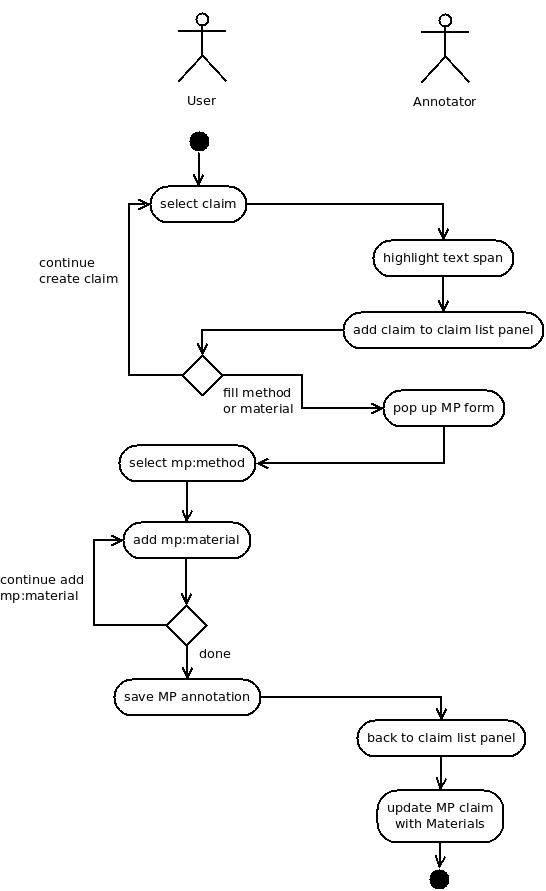 User
Annotator
select claim
continue
create claim
highlight text span
add claim to claim list panel
fill method
or material
pop up MP form
select mp:method
add mp:material
continue add
mp:material
done
save MP annotation
back to claim list panel
update MP claim
with Materials